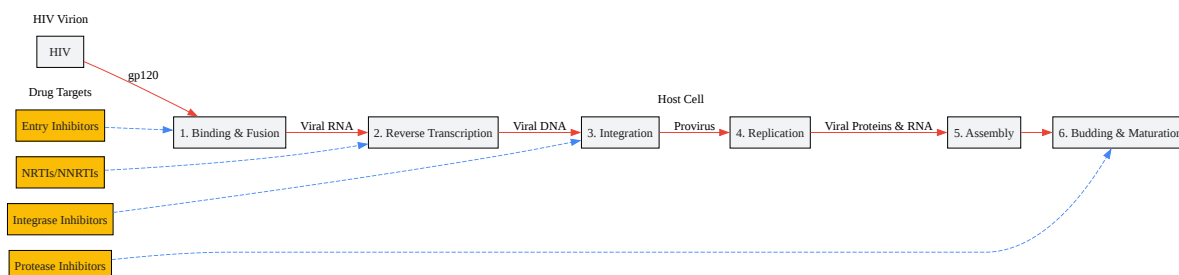 HIV Virion
HIV
gp120
Drug Targets
Host Cell
Entry Inhibitors
1. Binding & Fusion
Viral RNA
2. Reverse Transcription
Viral DNA
3. Integration
Provirus
4. Replication
Viral Proteins & RNA
5. Assembly
6. Budding & Maturation
NRTIs/NNRTIs
Integrase Inhibitors
Protease Inhibitors